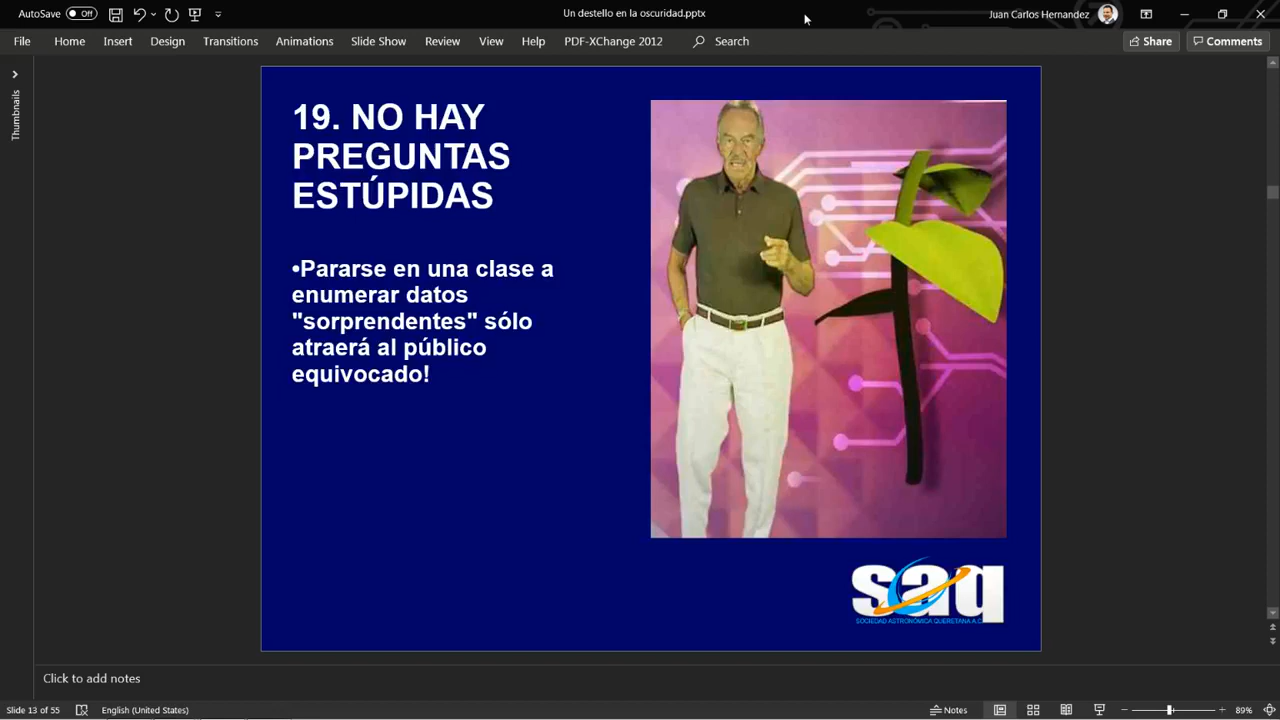 AutoSave Off
Un destello en la oscuridad.pptx
Juan Carlos Hernandez
File Home Insert Design Transitions Animations Slide Show Review View Help PDF-XChange 2012 Search Share Comments
Thumbnails
19. NO HAY
PREGUNTAS
ESTÚPIDAS
•Pararse en una clase a
enumerar datos
"sorprendentes" sólo
atraerá al público
equivocado!
saq
SOCIEDAD ASTRONÓMICA QUERETANA A.C.
Click to add notes
Slide 13 of 55 English (United States) Notes 89%